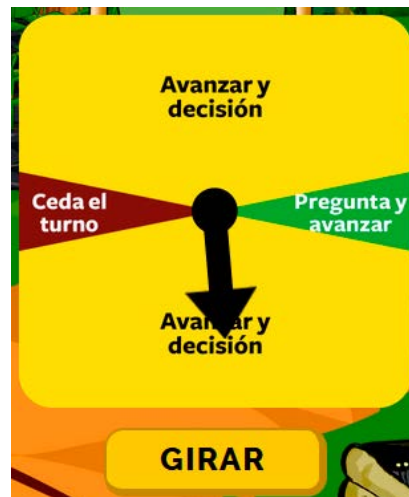 Avanzar y
decisión
Ceda el
turno
Pregunta y
avanzar
Avanzar y
decisión
GIRAR